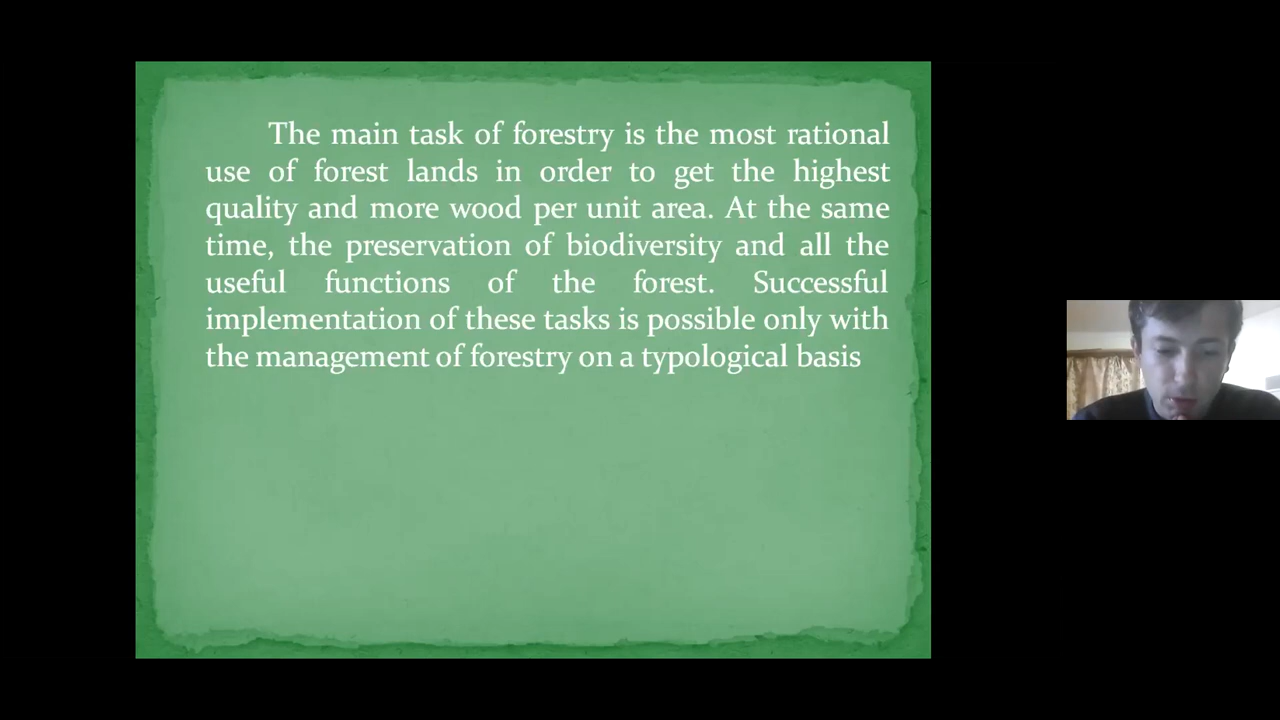 The main task of forestry is the most rational
use of forest lands in order to get the highest
quality and more wood per unit area. At the same
time, the preservation of biodiversity and all the
useful functions of the forest. Successful
implementation of these tasks is possible only with
the management of forestry on a typological basis